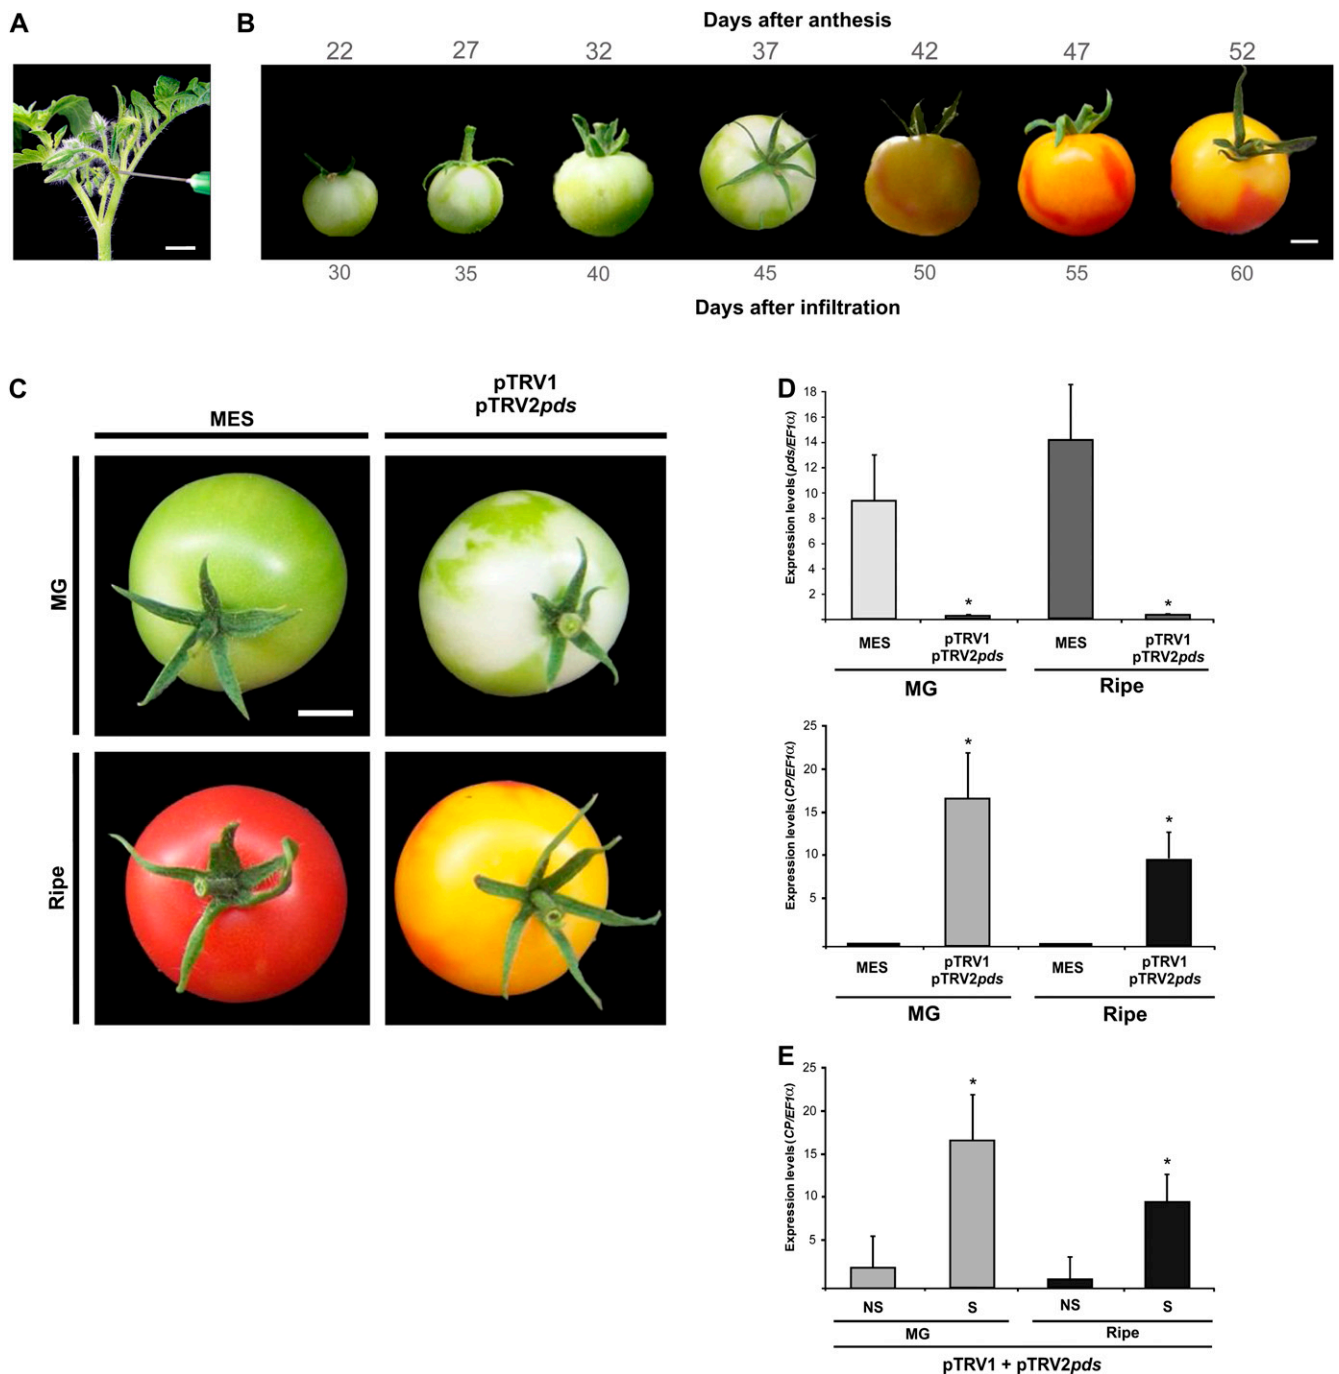 A
B
Days after anthesis
22 27 32 37 42 47 52
30 35 40 45 50 55 60
Days after infiltration
C
MES
pTRV1
pTRV2pds
MG
Ripe
D
Expression levels (pds/EF1α)
18
16
14
12
10
8
6
4
2
*
*
MES
pTRV1
pTRV2pds
MES
pTRV1
pTRV2pds
MG
Ripe
Expression levels (CP/EF1α)
25
20
15
10
5
*
*
MES
pTRV1
pTRV2pds
MES
pTRV1
pTRV2pds
MG
Ripe
E
Expression levels (CP/EF1α)
25
20
15
10
5
*
*
NS S NS S
MG Ripe
pTRV1 + pTRV2pds